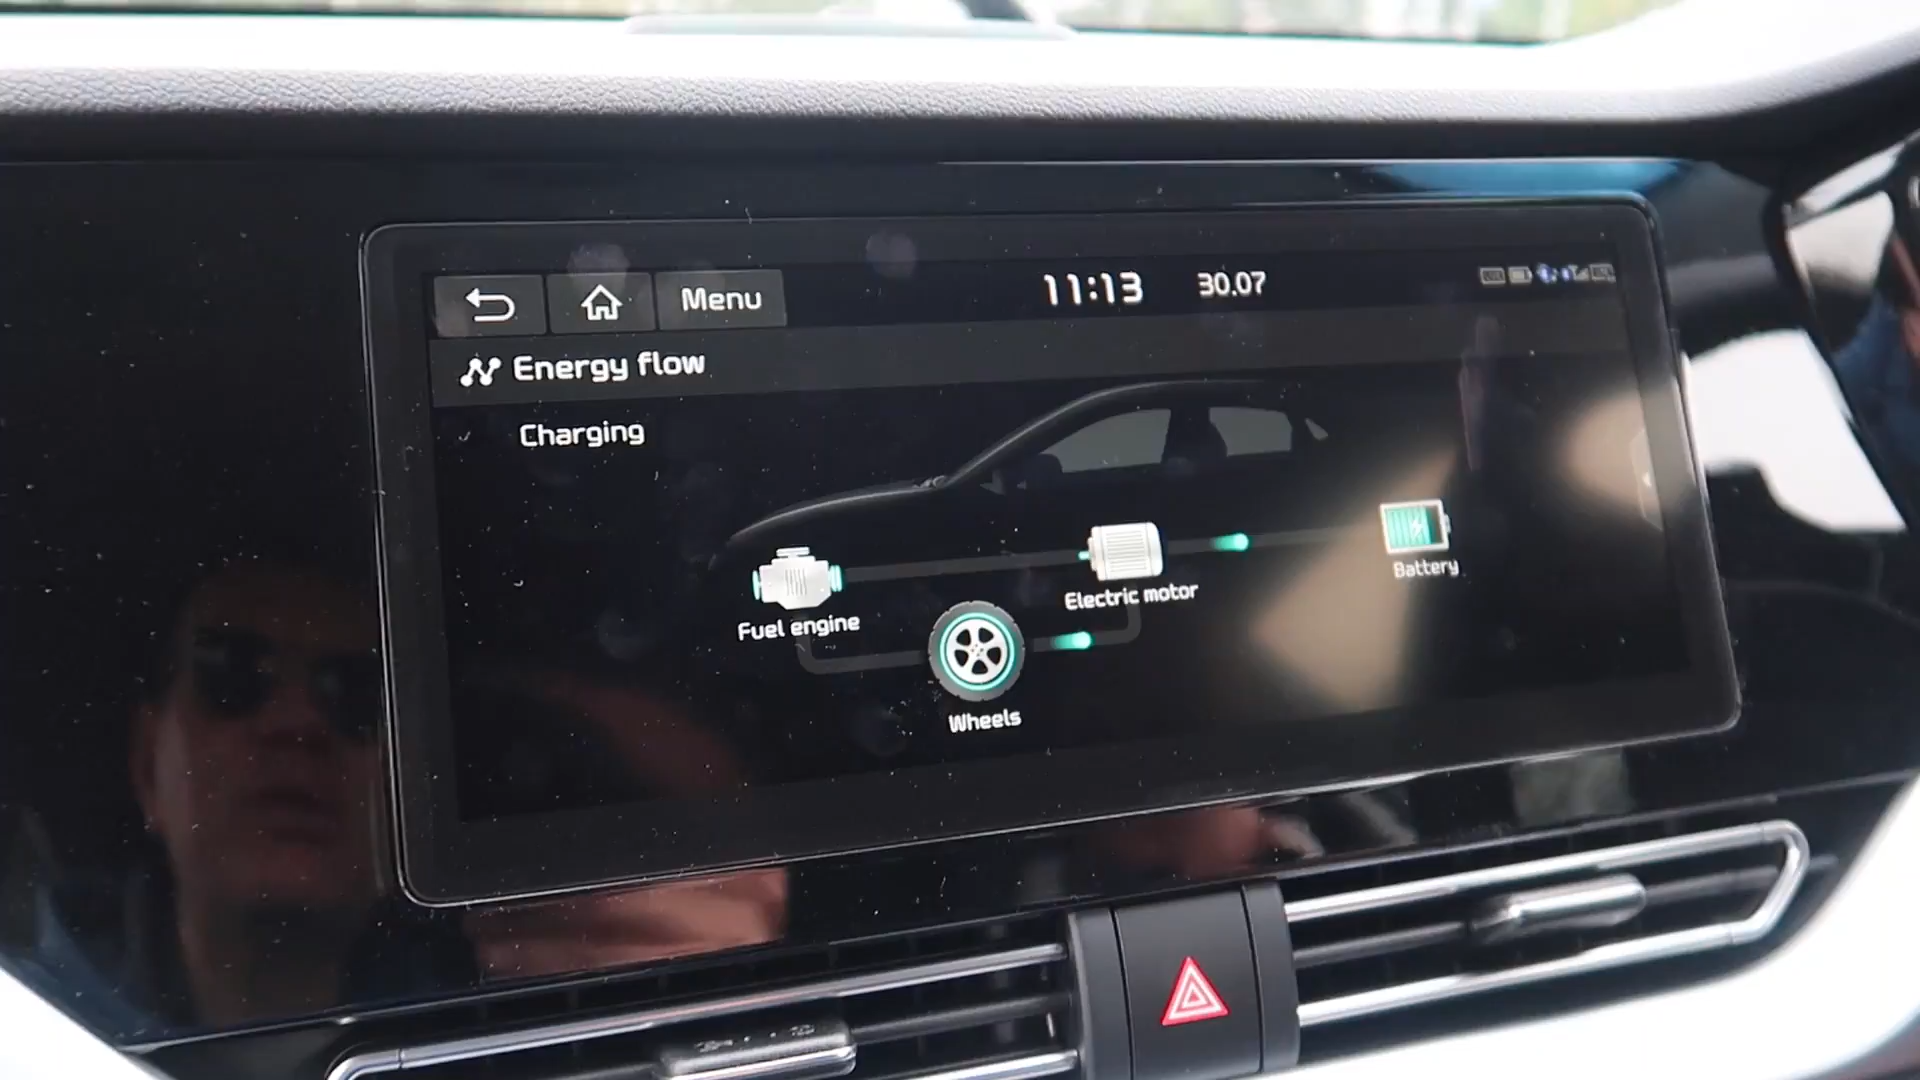 Menu
11:13
30.07
Energy flow
Charging
Fuel engine
Electric motor
Battery
Wheels